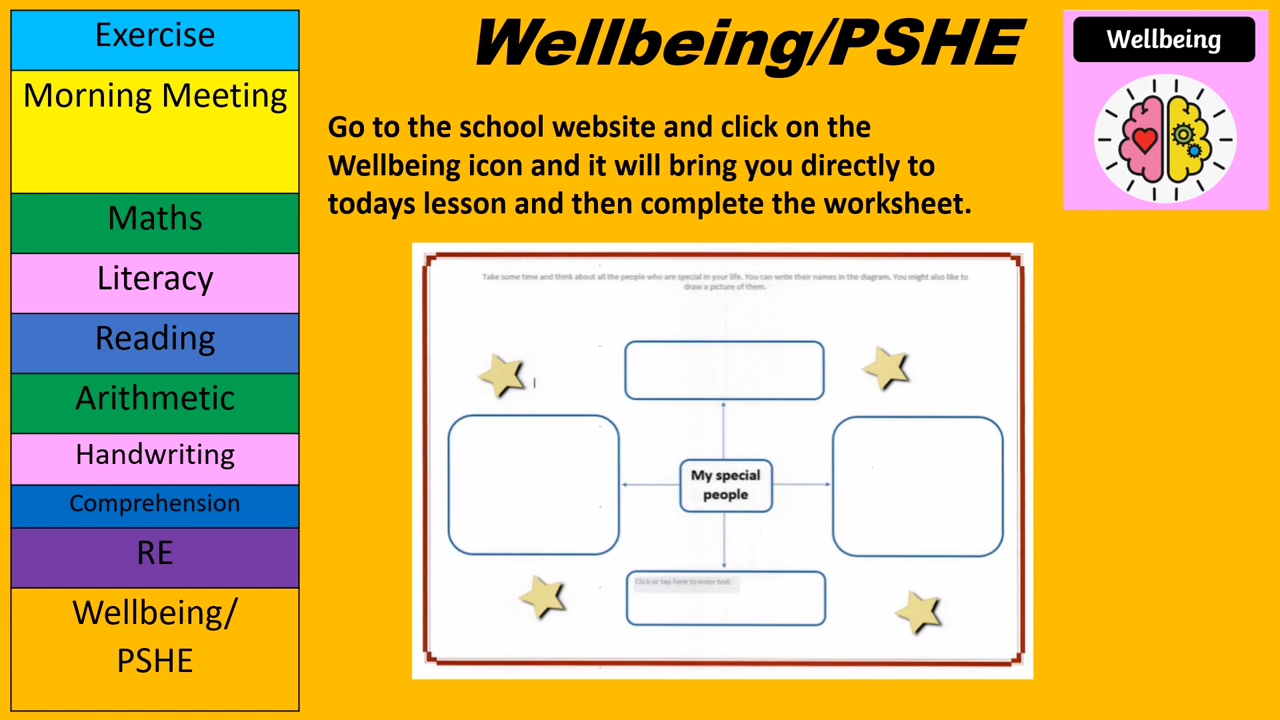 Exercise
Morning Meeting
Maths
Literacy
Reading
Arithmetic
Handwriting
Comprehension
RE
Wellbeing/
PSHE
Wellbeing/PSHE
Go to the school website and click on the
Wellbeing icon and it will bring you directly to
todays lesson and then complete the worksheet.
Wellbeing
Take some time and think about all the people who are special in your life. You can write their names in the diagram. You might also like to
draw a picture of them.
My special
people
Click or tap here to enter text.